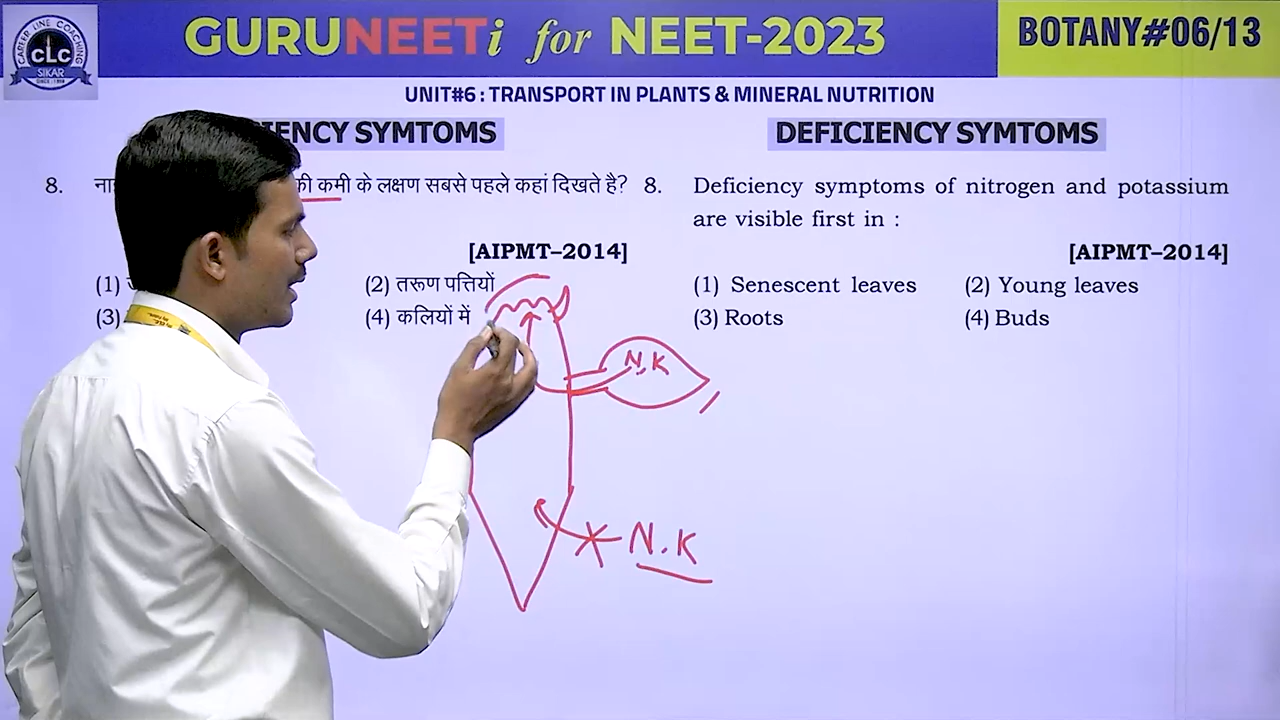 GURUNEETi for NEET-2023
BOTANY#06/13
CAREER LINE COACHING
CLC
SIKAR
UNIT#6 : TRANSPORT IN PLANTS & MINERAL NUTRITION
IENCY SYMTOMS
DEFICIENCY SYMTOMS
8. की कमी के लक्षण सबसे पहले कहां दिखते है?
[AIPMT–2014]
(1)
(2) तरूण पत्तियों
(3)
(4) कलियों में
8. Deficiency symptoms of nitrogen and potassium
are visible first in :
[AIPMT–2014]
(1) Senescent leaves (2) Young leaves
(3) Roots (4) Buds
N,K
N.K